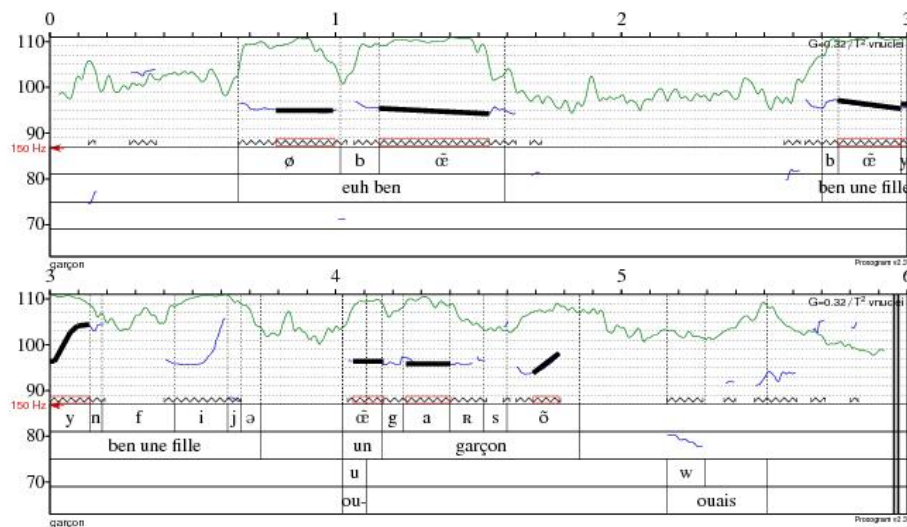 0 1 2 3
110 G=0.32 / T² vnuclei
100
90
150 Hz
ø b œ̃ b œ̃ y
80 euh ben ben une fille
70
garçon Prosogram v2.3
3 4 5 6
110 G=0.32 / T² vnuclei
100
90
150 Hz
y n f i j ə œ̃ g a ʀ s õ
80 ben une fille un garçon
u w
70
ou- ouais
garçon Prosogram v2.3